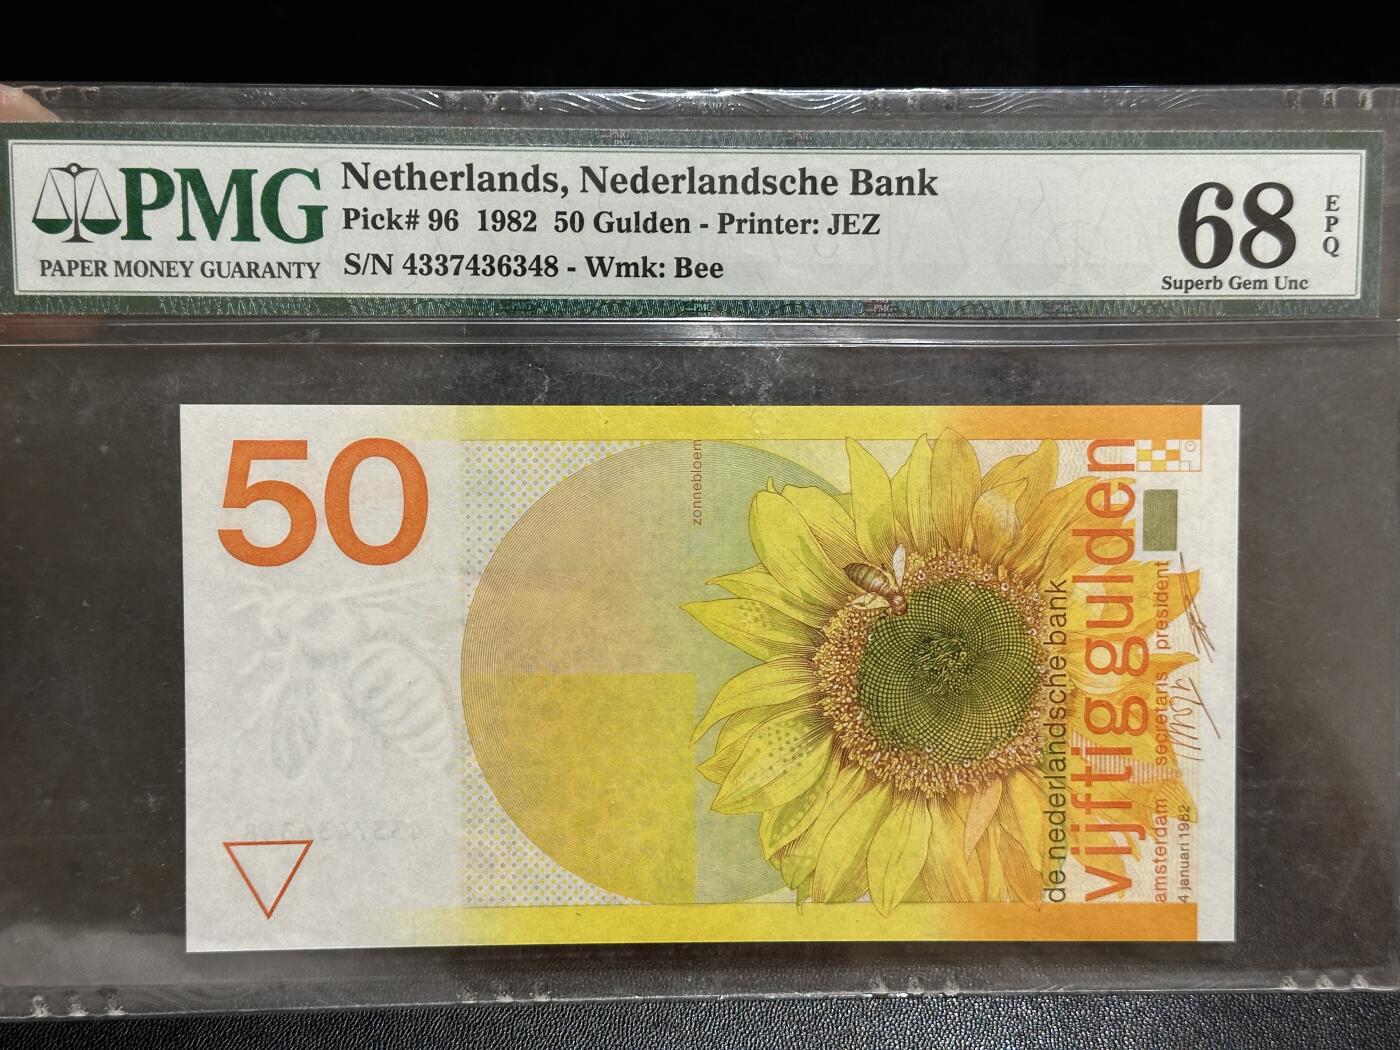 PMG
PAPER MONEY GUARANTY
Netherlands, Nederlandsche Bank
Pick# 96 1982 50 Gulden - Printer: JEZ
S/N 4337436348 - Wmk: Bee
68
EPQ
Superb Gem Unc
50
zonnebloem
de nederlandsche bank
vijftig gulden
amsterdam secretaris president
4 januari 1982